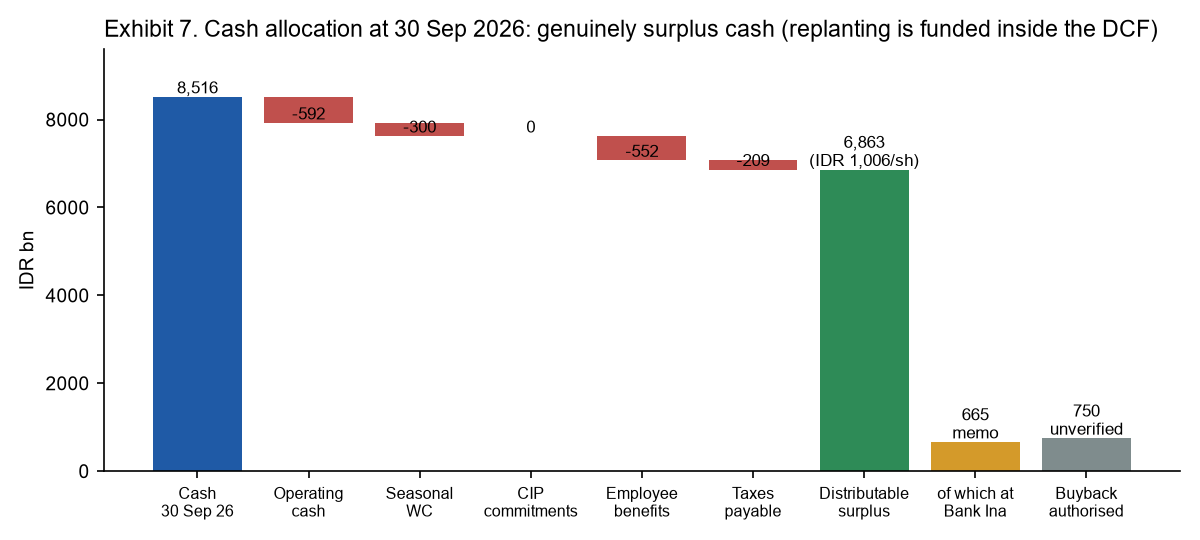 Exhibit 7. Cash allocation at 30 Sep 2026: genuinely surplus cash (replanting is funded inside the DCF)
IDR bn
8000
6000
4000
2000
0
8,516
-592
-300
0
-552
-209
6,863
(IDR 1,006/sh)
665
memo
750
unverified
Cash
30 Sep 26
Operating
cash
Seasonal
WC
CIP
commitments
Employee
benefits
Taxes
payable
Distributable
surplus
of which at
Bank Ina
Buyback
authorised